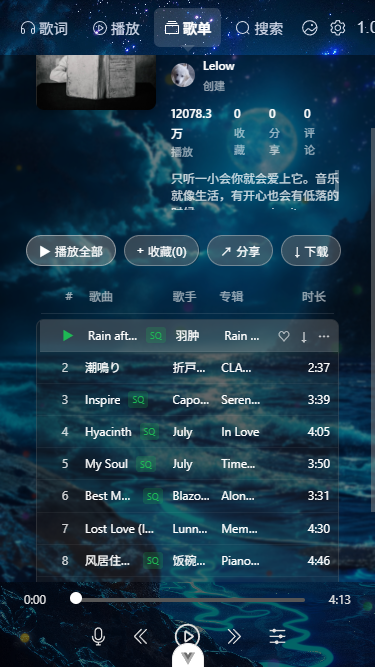 歌词 播放 歌单 搜索 1.0
Lelow
创建
12078.3万 播放
0 收藏
0 分享
0 评论
只听一小会你就会爱上它。音乐
就像生活，有开心也会有低落的
播放全部 + 收藏(0) 分享 下载
# 歌曲 歌手 专辑 时长
Rain aft... SQ 羽肿 Rain ...
2 潮鳴り 折戸... CLA... 2:37
3 Inspire SQ Capo... Seren... 3:39
4 Hyacinth SQ July In Love 4:05
5 My Soul SQ July Time... 3:50
6 Best M... SQ Blazo... Alon... 3:31
7 Lost Love (I... Lunn... Mem... 4:30
8 风居住... SQ 饭碗... Piano... 4:46
0:00 4:13